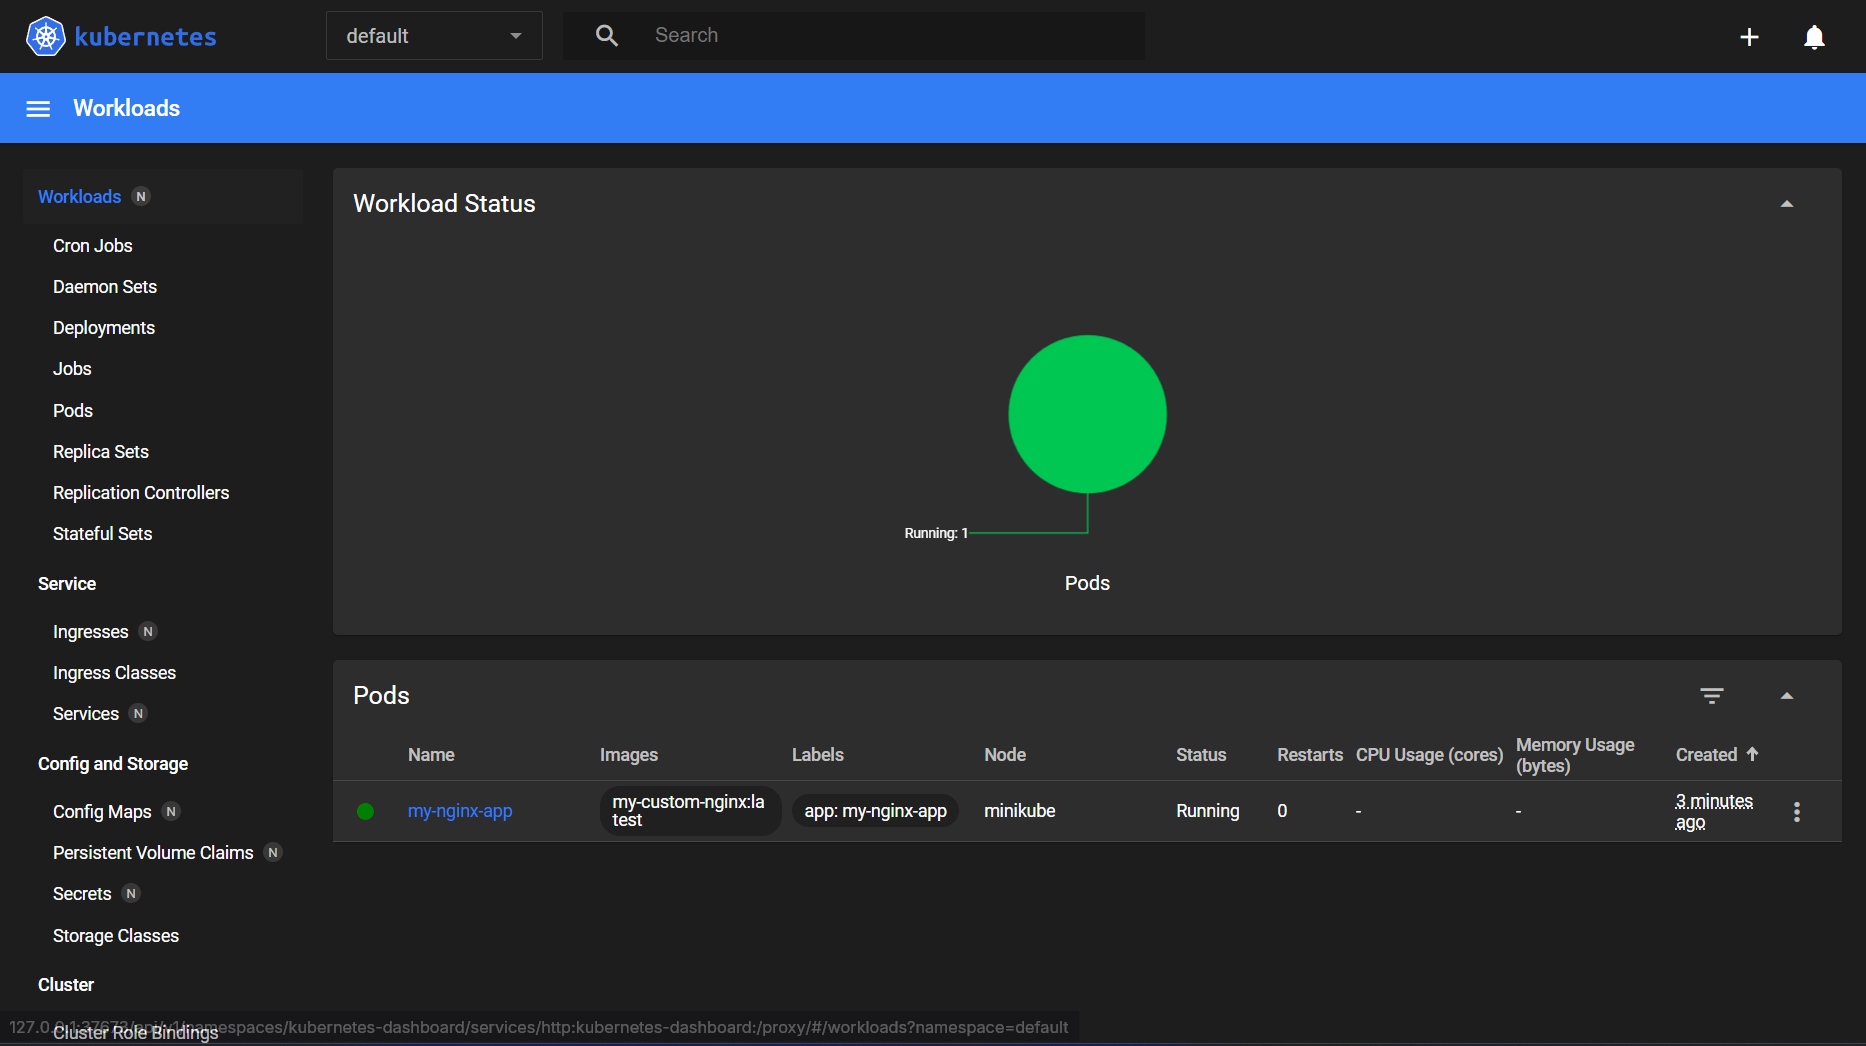 kubernetes
default
Search
Workloads
Workloads N
Cron Jobs
Daemon Sets
Deployments
Jobs
Pods
Replica Sets
Replication Controllers
Stateful Sets
Service
Ingresses N
Ingress Classes
Services N
Config and Storage
Config Maps N
Persistent Volume Claims N
Secrets N
Storage Classes
Cluster
Cluster Role Bindings
Workload Status
Running: 1
Pods
Pods
Name Images Labels Node Status Restarts CPU Usage (cores) Memory Usage (bytes) Created
my-nginx-app my-custom-nginx:la
test app: my-nginx-app minikube Running 0 - - 3 minutes
ago
namespaces/kubernetes-dashboard/services/http:kubernetes-dashboard:/proxy/#/workloads?namespace=default